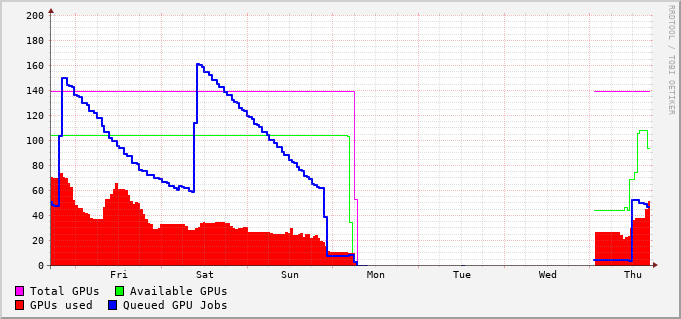 200
180
160
140
120
100
80
60
40
20
0
Fri Sat Sun Mon Tue Wed Thu
Total GPUs Available GPUs
GPUs used Queued GPU Jobs
RRDTOOL / TOBI OETIKER